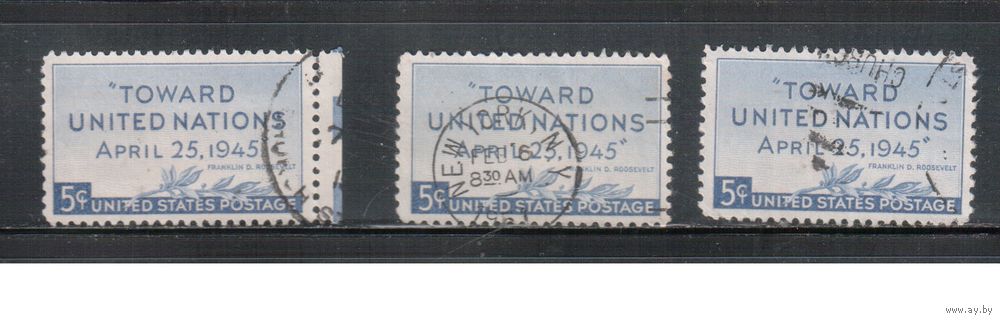 "TOWARD
UNITED NATIONS
APRIL 25, 1945"
FRANKLIN D. ROOSEVELT
5¢
UNITED STATES POSTAGE
"TOWARD
UNITED NATIONS
APRIL 25, 1945"
FRANKLIN D. ROOSEVELT
5¢
UNITED STATES POSTAGE
NEW YORK, N.Y.
FEB 16
8 30 AM
"TOWARD
UNITED NATIONS
APRIL 25, 1945"
FRANKLIN D. ROOSEVELT
5¢
UNITED STATES POSTAGE
CHURCH
© www.ay.by